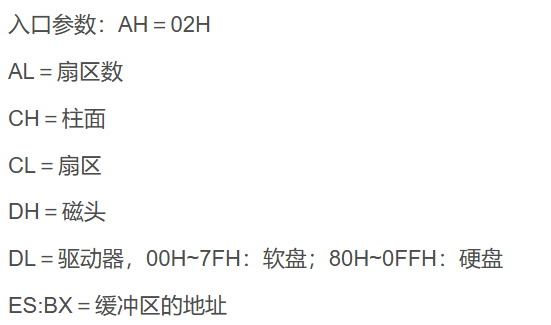 入口参数：AH＝02H
AL＝扇区数
CH＝柱面
CL＝扇区
DH＝磁头
DL＝驱动器，00H~7FH：软盘；80H~0FFH：硬盘
ES:BX＝缓冲区的地址